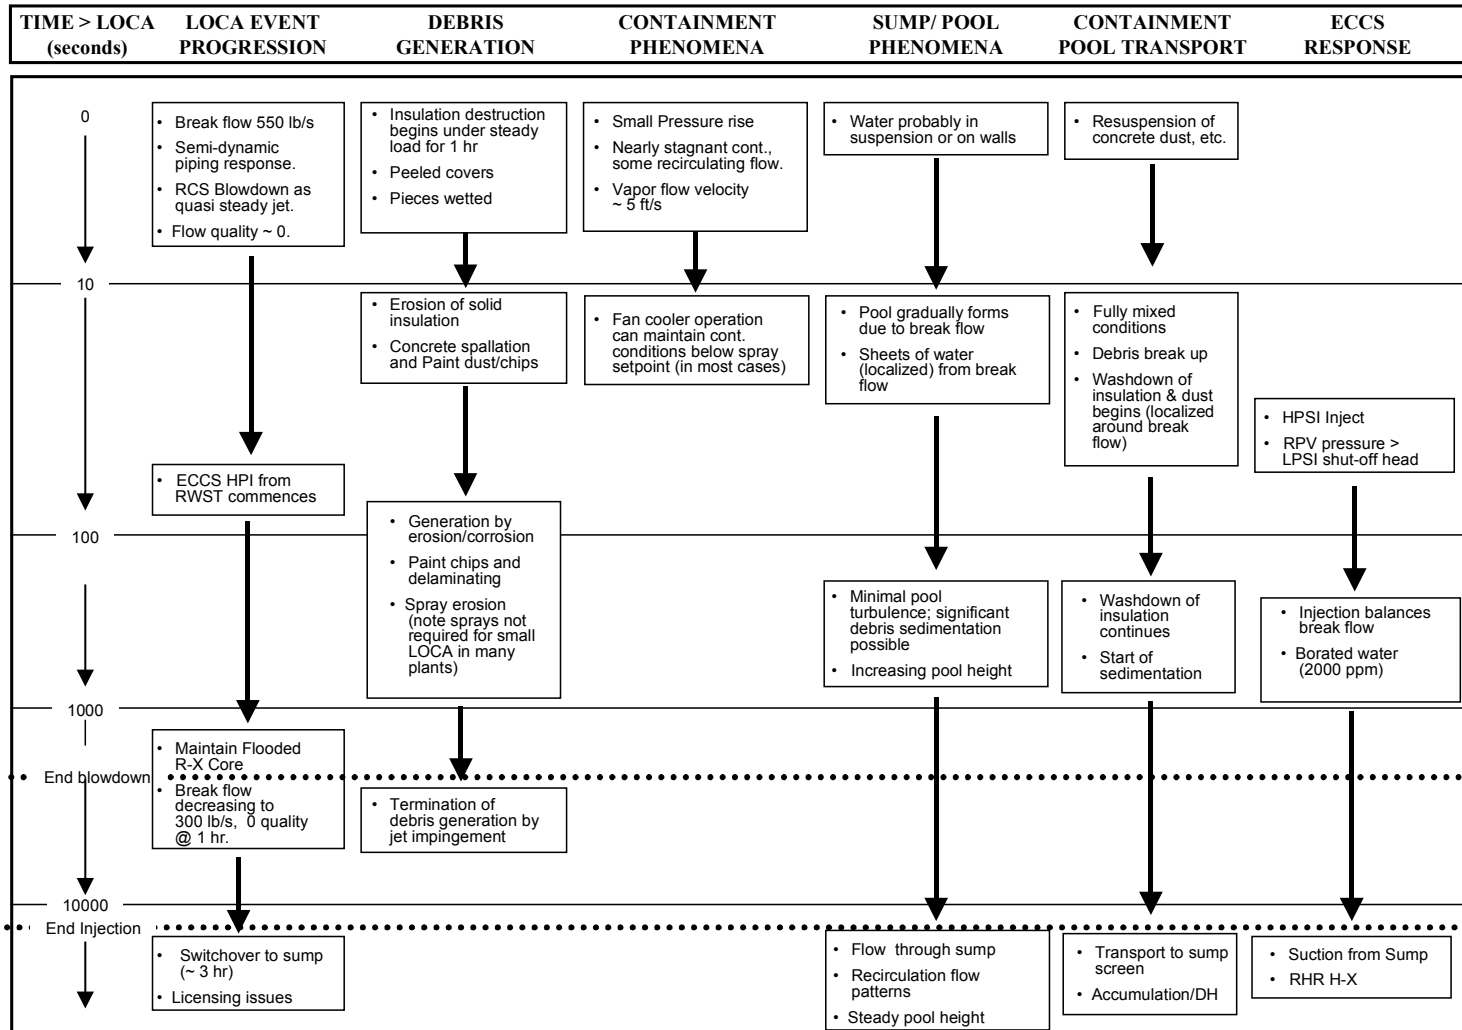 TIME > LOCA
(seconds)
LOCA EVENT
PROGRESSION
DEBRIS
GENERATION
CONTAINMENT
PHENOMENA
SUMP/ POOL
PHENOMENA
CONTAINMENT
POOL TRANSPORT
ECCS
RESPONSE
0
• Break flow 550 lb/s
• Semi-dynamic
piping response.
• RCS Blowdown as
quasi steady jet.
• Flow quality ~ 0.
• Insulation destruction
begins under steady
load for 1 hr
• Peeled covers
• Pieces wetted
• Small Pressure rise
• Nearly stagnant cont.,
some recirculating flow.
• Vapor flow velocity
~ 5 ft/s
• Water probably in
suspension or on walls
• Resuspension of
concrete dust, etc.
10
• Erosion of solid
insulation
• Concrete spallation
and Paint dust/chips
• Fan cooler operation
can maintain cont.
conditions below spray
setpoint (in most cases)
• Pool gradually forms
due to break flow
• Sheets of water
(localized) from break
flow
• Fully mixed
conditions
• Debris break up
• Washdown of
insulation & dust
begins (localized
around break
flow)
• HPSI Inject
• RPV pressure >
LPSI shut-off head
• ECCS HPI from
RWST commences
100
• Generation by
erosion/corrosion
• Paint chips and
delaminating
• Spray erosion
(note sprays not
required for small
LOCA in many
plants)
• Minimal pool
turbulence; significant
debris sedimentation
possible
• Increasing pool height
• Washdown of
insulation
continues
• Start of
sedimentation
• Injection balances
break flow
• Borated water
(2000 ppm)
1000
• Maintain Flooded
R-X Core
End blowdown
• Break flow
decreasing to
300 lb/s, 0 quality
@ 1 hr.
• Termination of
debris generation by
jet impingement
10000
End Injection
• Switchover to sump
(~ 3 hr)
• Licensing issues
• Flow through sump
• Recirculation flow
patterns
• Steady pool height
• Transport to sump
screen
• Accumulation/DH
• Suction from Sump
• RHR H-X